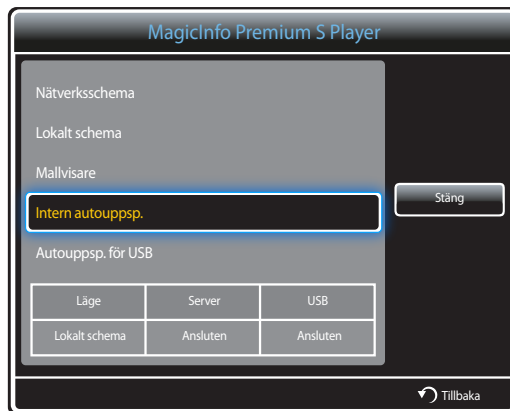 MagicInfo Premium S Player
Nätverksschema
Lokalt schema
Mallvisare
Intern autouppsp.
Stäng
Autouppsp. för USB
Läge Server USB
Lokalt schema Ansluten Ansluten
Tillbaka